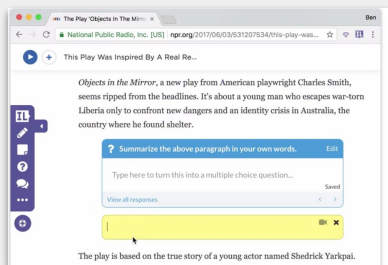 The Play 'Objects In The Mirro
Ben
National Public Radio, Inc. [US] | npr.org/2017/06/03/531207534/this-play-was...
This Play Was Inspired By A Real Re...
Objects in the Mirror, a new play from American playwright Charles Smith,
seems ripped from the headlines. It's about a young man who escapes war-torn
Liberia only to confront new dangers and an identity crisis in Australia, the
country where he found shelter.
IL
? Summarize the above paragraph in your own words. Edit
Type here to turn this into a multiple choice question...
Saved
View all responses
The play is based on the true story of a young actor named Shedrick Yarkpai.